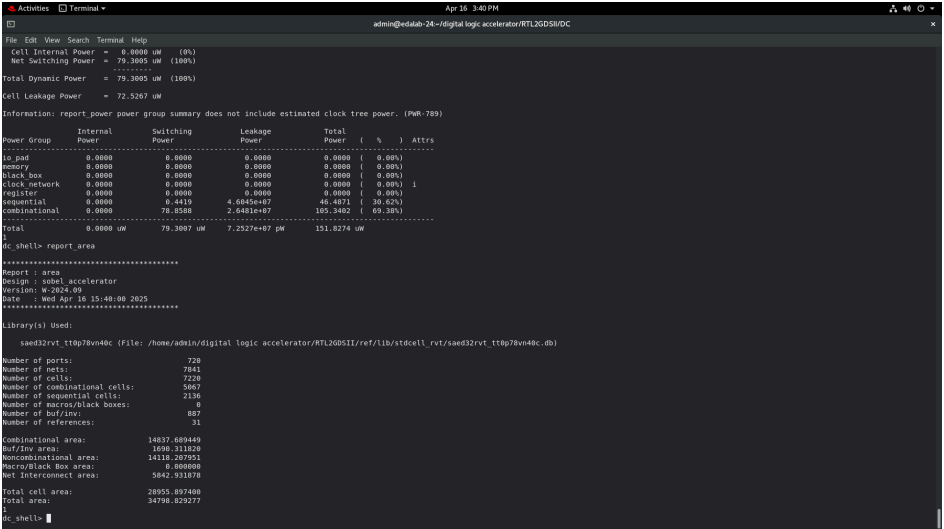 Activities Terminal Apr 16 3:40 PM
admin@edalab-24:~/digital logic accelerator/RTL2GDSII/DC
File Edit View Search Terminal Help
Cell Internal Power = 0.0000 uW (0%)
Net Switching Power = 79.3005 uW (100%)
---------
Total Dynamic Power = 79.3005 uW (100%)
Cell Leakage Power = 72.5267 uW
Information: report_power power group summary does not include estimated clock tree power. (PWR-789)
Internal Switching Leakage Total
Power Group Power Power Power Power ( % ) Attrs
--------------------------------------------------------------------------------
io_pad 0.0000 0.0000 0.0000 0.0000 ( 0.00%)
memory 0.0000 0.0000 0.0000 0.0000 ( 0.00%)
black_box 0.0000 0.0000 0.0000 0.0000 ( 0.00%)
clock_network 0.0000 0.0000 0.0000 0.0000 ( 0.00%) i
register 0.0000 0.0000 0.0000 0.0000 ( 0.00%)
sequential 0.0000 0.4419 4.6045e+07 46.4871 ( 30.62%)
combinational 0.0000 78.8588 2.6481e+07 105.3402 ( 69.38%)
--------------------------------------------------------------------------------
Total 0.0000 uW 79.3007 uW 7.2527e+07 pW 151.8274 uW
1
dc_shell> report_area
****************************************
Report : area
Design : sobel_accelerator
Version: W-2024.09
Date : Wed Apr 16 15:40:00 2025
****************************************
Library(s) Used:
saed32rvt_tt0p78vn40c (File: /home/admin/digital logic accelerator/RTL2GDSII/ref/lib/stdcell_rvt/saed32rvt_tt0p78vn40c.db)
Number of ports: 720
Number of nets: 7841
Number of cells: 7220
Number of combinational cells: 5067
Number of sequential cells: 2136
Number of macros/black boxes: 0
Number of buf/inv: 887
Number of references: 31
Combinational area: 14837.689449
Buf/Inv area: 1690.311820
Noncombinational area: 14118.207951
Macro/Black Box area: 0.000000
Net Interconnect area: 5842.931878
Total cell area: 28955.897400
Total area: 34798.829277
1
dc_shell>